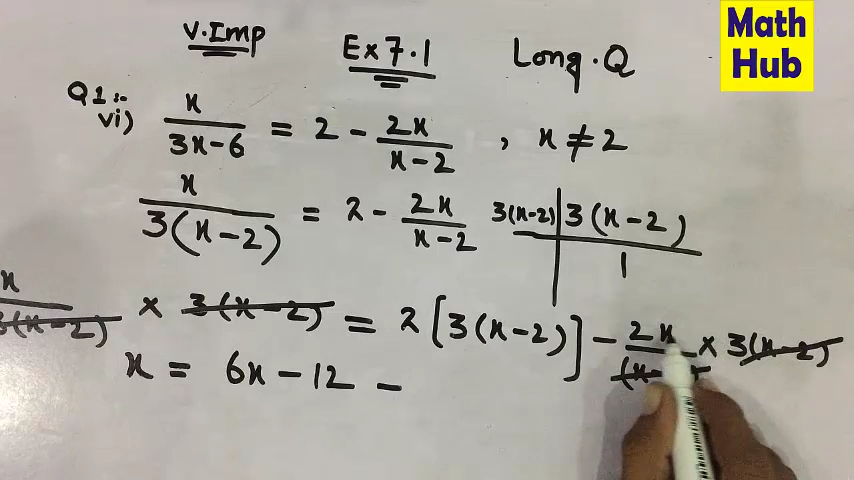 V.Imp Ex 7.1 Long.Q Math Hub
Q1:-
vi) x/(3x-6) = 2 - 2x/(x-2) , x ≠ 2
x/(3(x-2)) = 2 - 2x/(x-2) 3(x-2) | 3(x-2)
1
x/(3(x-2)) × 3(x-2) = 2[3(x-2)] - 2x/(x × 3(x-2)
x = 6x - 12 -